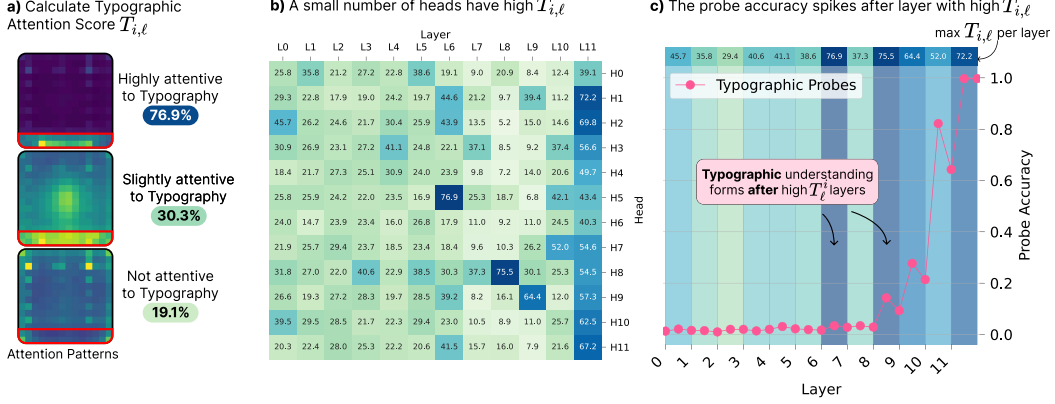 a) Calculate Typographic
Attention Score T_{i,ℓ}
Highly attentive
to Typography
76.9%
Slightly attentive
to Typography
30.3%
Not attentive
to Typography
19.1%
Attention Patterns
b) A small number of heads have high T_{i,ℓ}
Layer
L0 L1 L2 L3 L4 L5 L6 L7 L8 L9 L10 L11
25.8 35.8 21.2 27.2 22.8 38.6 19.1 9.0 20.9 8.4 12.4 39.1 H0
29.3 22.8 17.9 19.0 24.2 19.7 44.6 21.2 9.7 39.4 11.2 72.2 H1
45.7 26.2 24.6 21.7 30.4 25.9 43.9 13.5 5.2 15.0 14.6 69.8 H2
30.9 26.9 23.1 27.2 41.1 24.8 22.1 37.1 8.5 9.2 37.4 56.6 H3
18.4 21.7 27.3 25.1 24.9 27.2 23.9 9.9 7.7 14.0 20.6 49.7 H4
25.8 25.9 24.2 22.0 23.5 16.9 76.9 25.3 18.7 6.8 42.1 43.4 H5
24.0 14.7 23.9 23.4 16.0 26.8 17.9 11.0 9.2 11.0 24.5 40.3 H6
21.9 25.7 29.4 23.7 18.5 23.4 18.4 9.6 10.3 26.2 52.0 54.6 H7
31.8 27.0 22.0 40.6 22.9 38.5 30.3 37.3 75.5 30.1 25.3 54.5 H8
26.6 19.3 27.2 28.3 19.7 28.5 39.2 8.2 16.1 64.4 12.0 57.3 H9
39.5 29.5 28.5 21.7 22.3 29.4 23.0 10.5 8.9 11.0 25.7 62.5 H10
20.3 22.4 28.0 25.3 22.2 20.6 41.5 15.7 13.2 7.9 20.9 67.2 H11
Head
c) The probe accuracy spikes after layer with high T_{i,ℓ}
max T_{i,ℓ} per layer
45.7 35.8 29.4 40.6 41.1 38.6 76.9 37.3 75.5 64.4 52.0 72.2
Typographic Probes
Typographic understanding
forms after high T_ℓ^i layers
1.0
0.8
0.6
0.4
0.2
0.0
Probe Accuracy
0 1 2 3 4 5 6 7 8 9 10 11
Layer